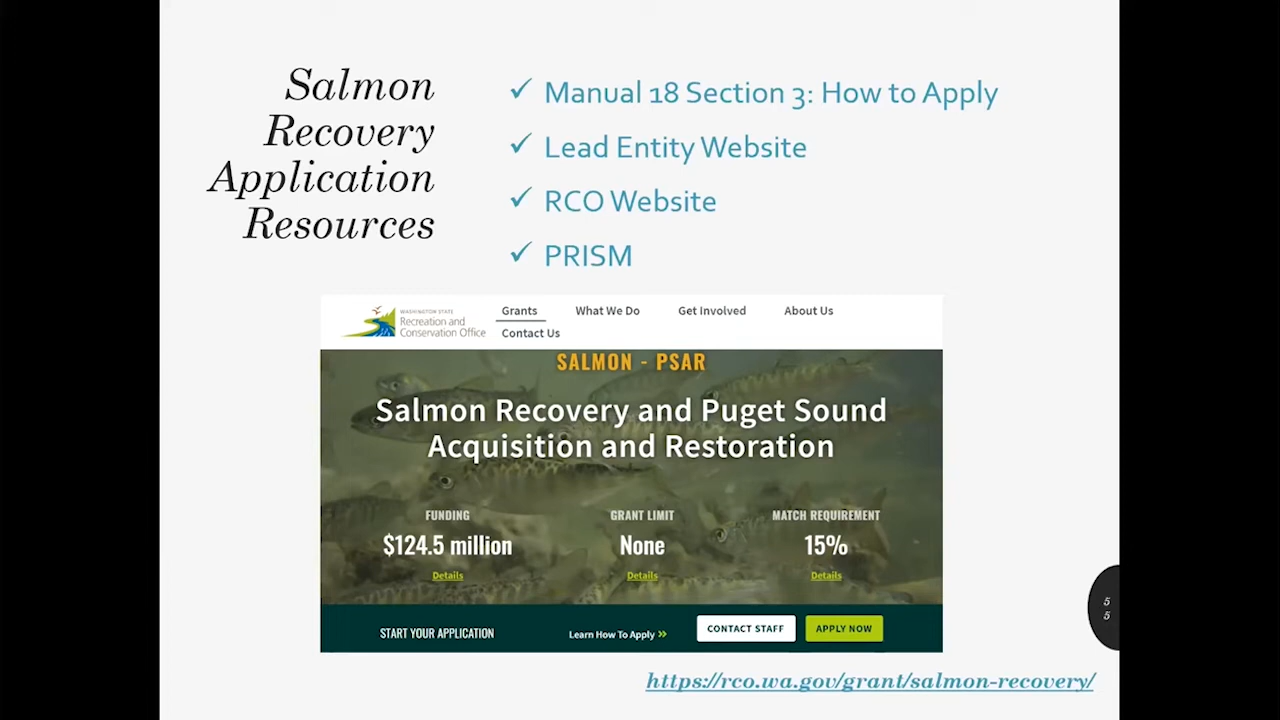 Salmon
Recovery
Application
Resources
✓ Manual 18 Section 3: How to Apply
✓ Lead Entity Website
✓ RCO Website
✓ PRISM
WASHINGTON STATE
Recreation and
Conservation Office
Grants What We Do Get Involved About Us
Contact Us
SALMON - PSAR
Salmon Recovery and Puget Sound
Acquisition and Restoration
FUNDING GRANT LIMIT MATCH REQUIREMENT
$124.5 million None 15%
Details Details Details
START YOUR APPLICATION Learn How To Apply » CONTACT STAFF APPLY NOW
5
5
https://rco.wa.gov/grant/salmon-recovery/